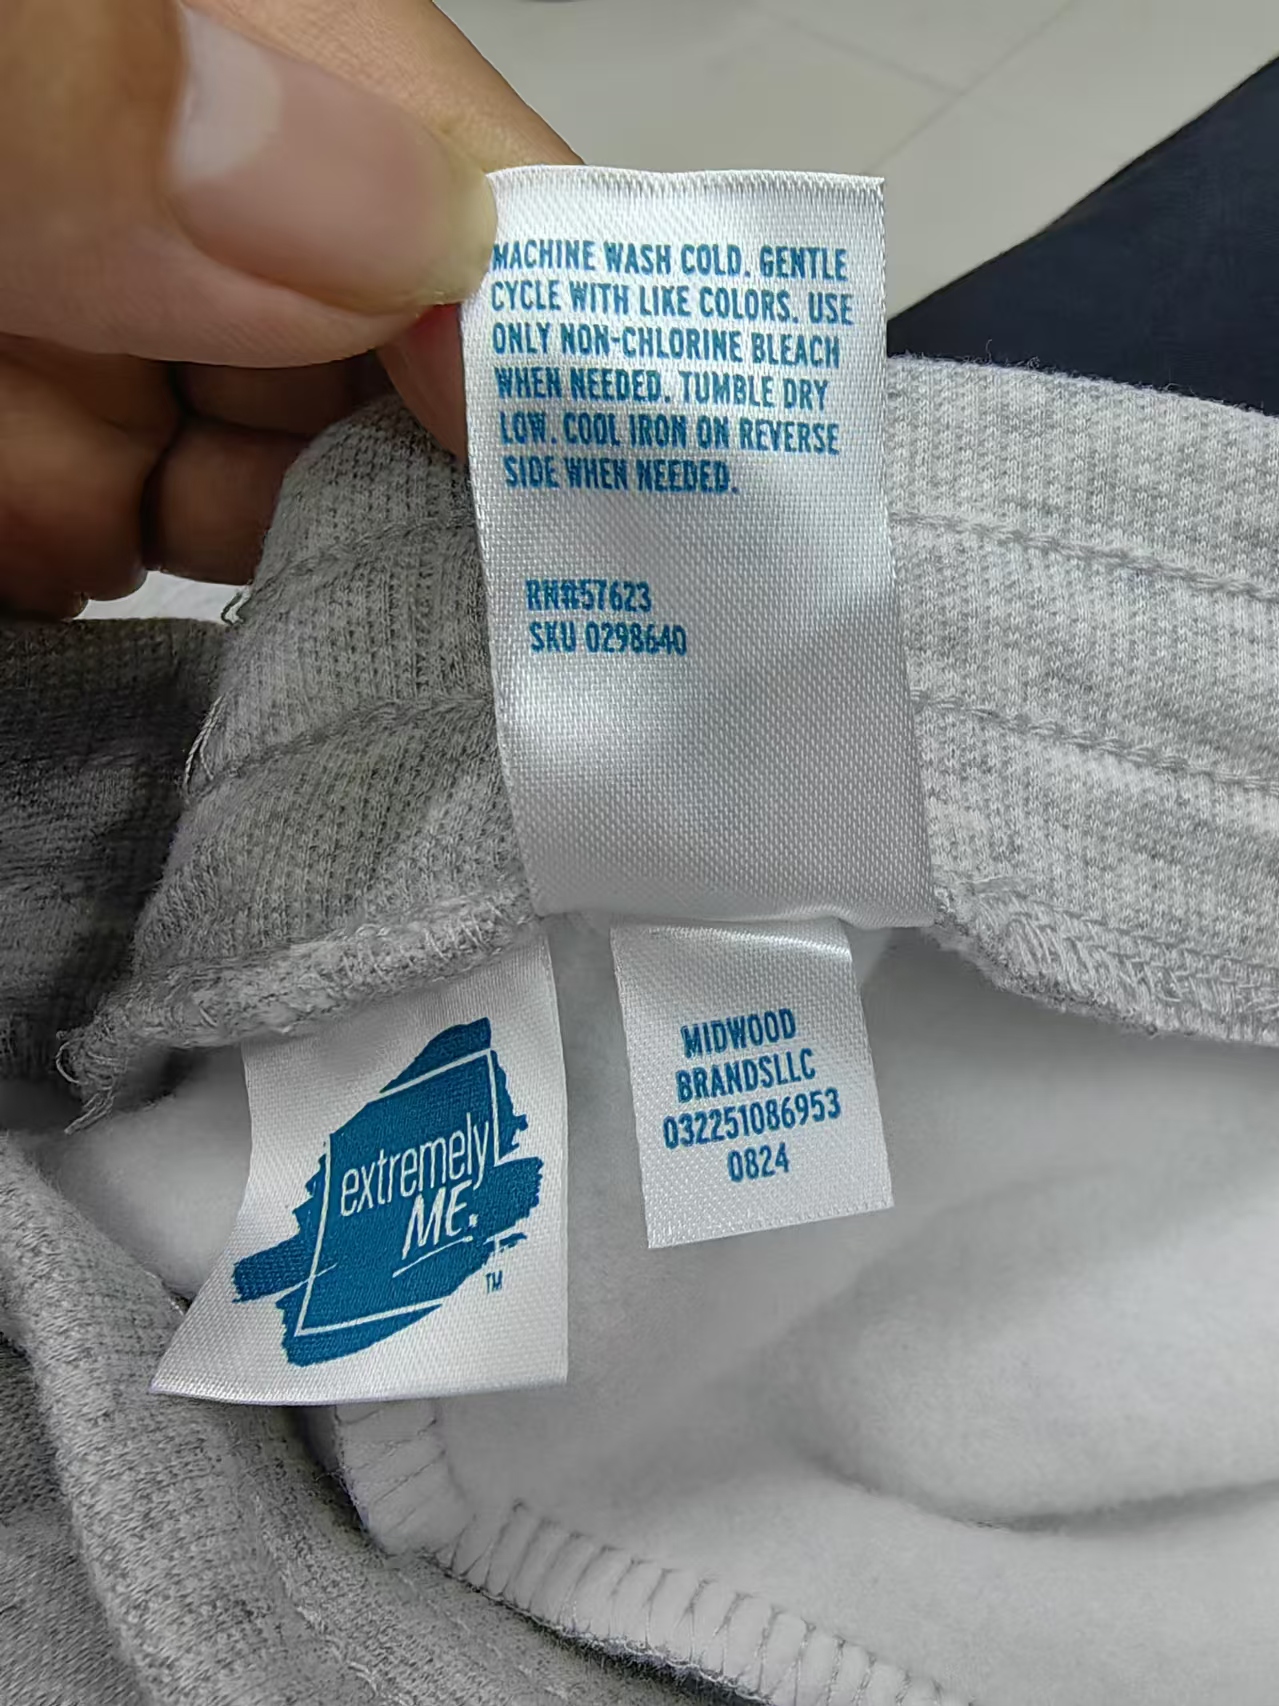 MACHINE WASH COLD. GENTLE
CYCLE WITH LIKE COLORS. USE
ONLY NON-CHLORINE BLEACH
WHEN NEEDED. TUMBLE DRY
LOW. COOL IRON ON REVERSE
SIDE WHEN NEEDED.
RN#57623
SKU 0298640
MIDWOOD
BRANDSLLC
032251086953
0824
extremely
ME.
TM